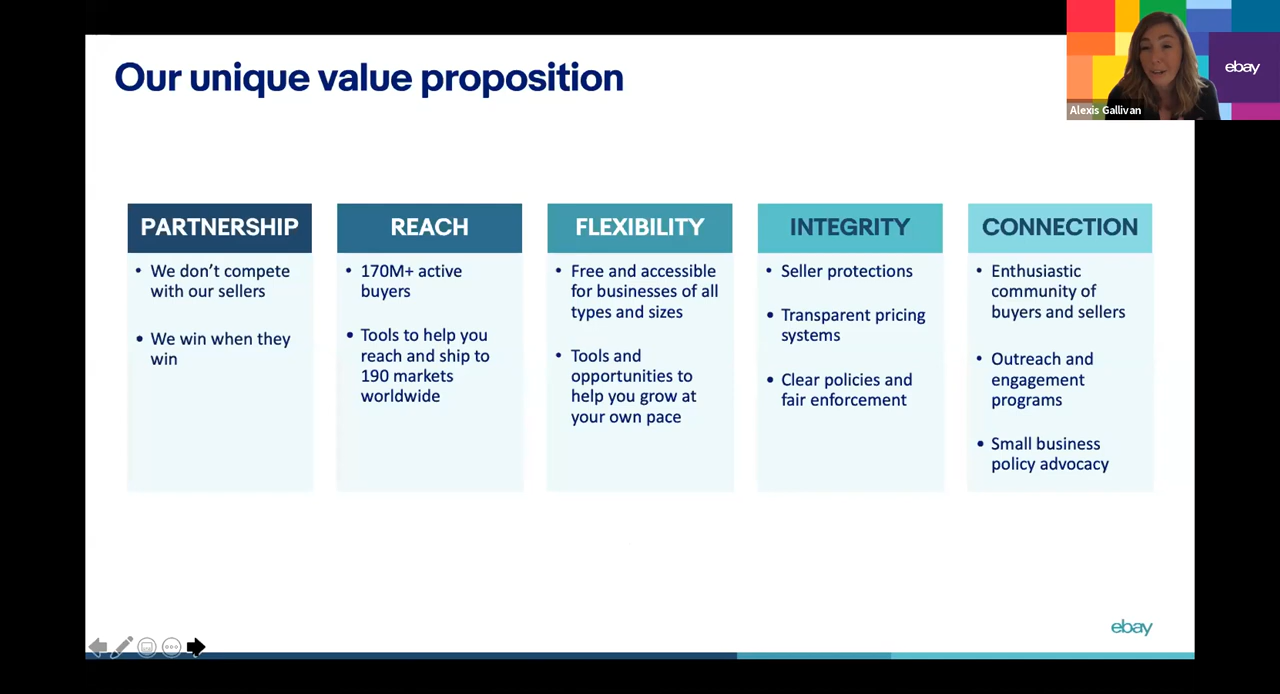 Our unique value proposition
ebay
Alexis Gallivan
PARTNERSHIP
• We don’t compete
with our sellers
• We win when they
win
REACH
• 170M+ active
buyers
• Tools to help you
reach and ship to
190 markets
worldwide
FLEXIBILITY
• Free and accessible
for businesses of all
types and sizes
• Tools and
opportunities to
help you grow at
your own pace
INTEGRITY
• Seller protections
• Transparent pricing
systems
• Clear policies and
fair enforcement
CONNECTION
• Enthusiastic
community of
buyers and sellers
• Outreach and
engagement
programs
• Small business
policy advocacy
ebay